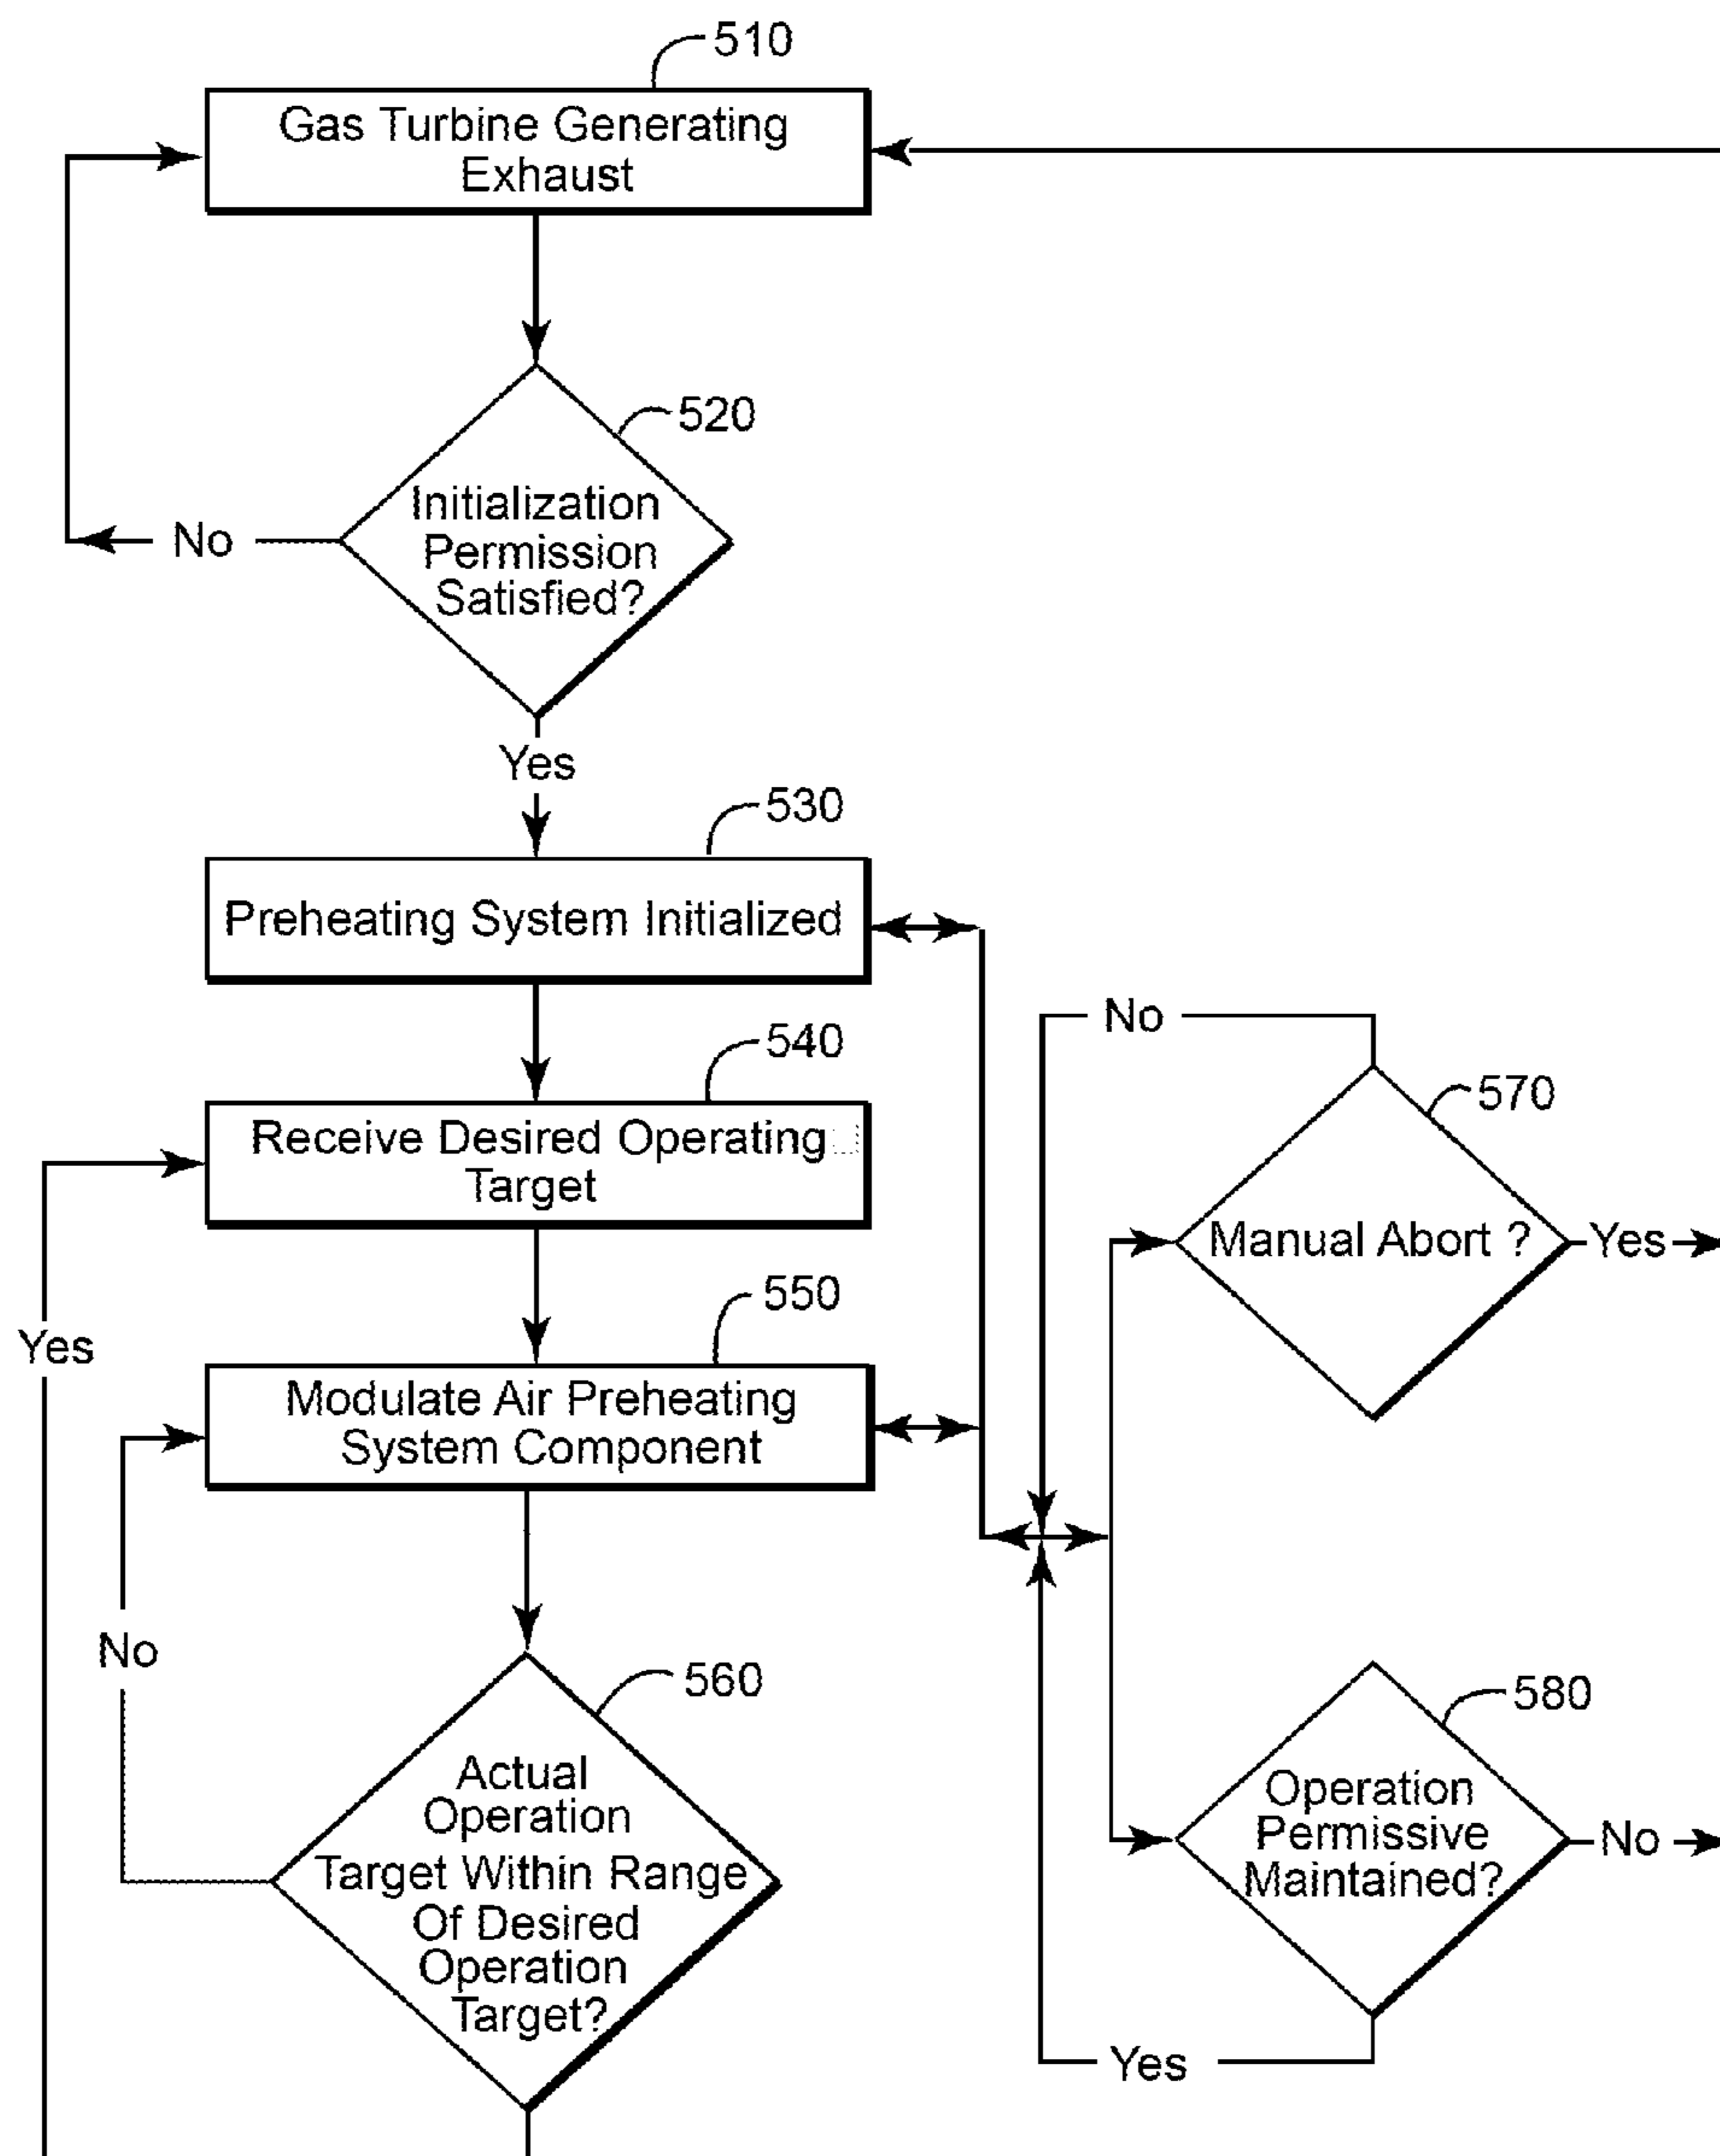 510
Gas Turbine Generating
Exhaust
520
Initialization
Permission
Satisfied?
No
Yes
530
Preheating System Initialized
540
Receive Desired Operating
Target
550
Modulate Air Preheating
System Component
Yes
No
560
Actual
Operation
Target Within Range
Of Desired
Operation
Target?
No
570
Manual Abort ?
Yes
580
Operation
Permissive
Maintained?
No
Yes